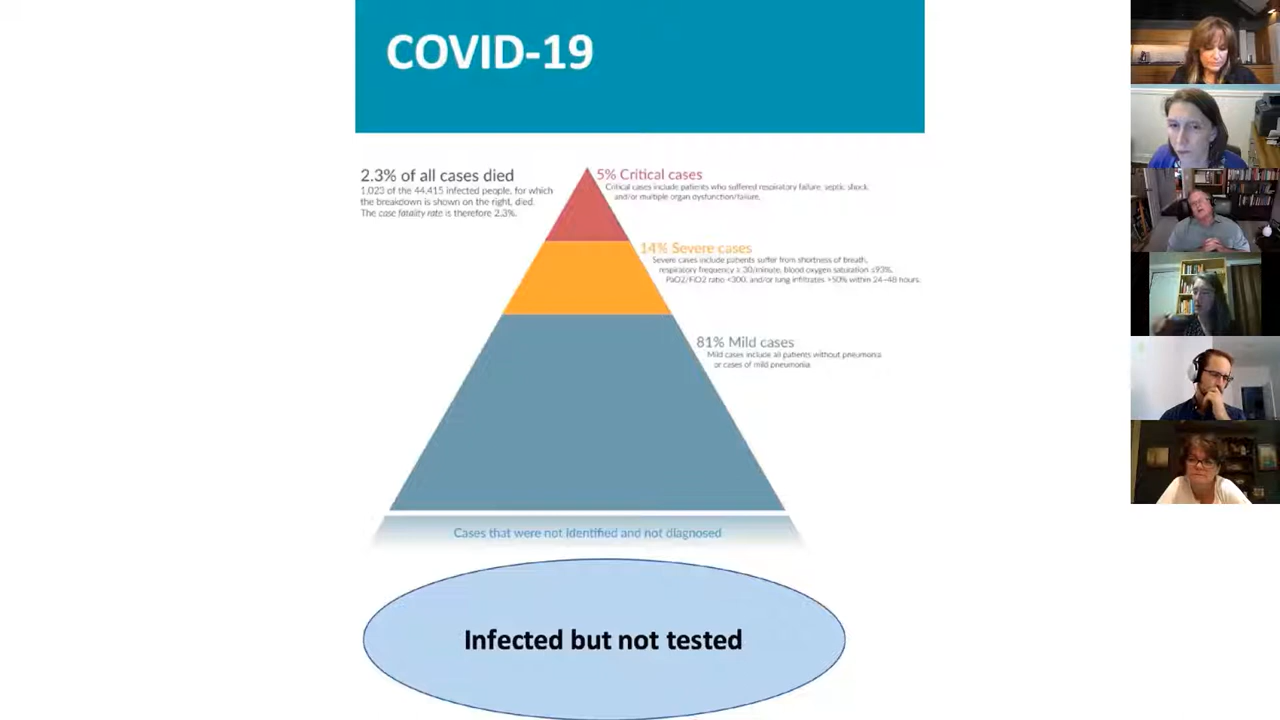 COVID-19
2.3% of all cases died
1,023 of the 44,415 infected people, for which
the breakdown is shown on the right, died.
The case fatality rate is therefore 2.3%.
5% Critical cases
Critical cases include patients who suffered respiratory failure, septic shock,
and/or multiple organ dysfunction/failure.
14% Severe cases
Severe cases include patients suffer from shortness of breath,
respiratory frequency ≥ 30/minute, blood oxygen saturation ≤93%,
PaO2/FiO2 ratio <300, and/or lung infiltrates >50% within 24–48 hours.
81% Mild cases
Mild cases include all patients without pneumonia
or cases of mild pneumonia
Cases that were not identified and not diagnosed
Infected but not tested